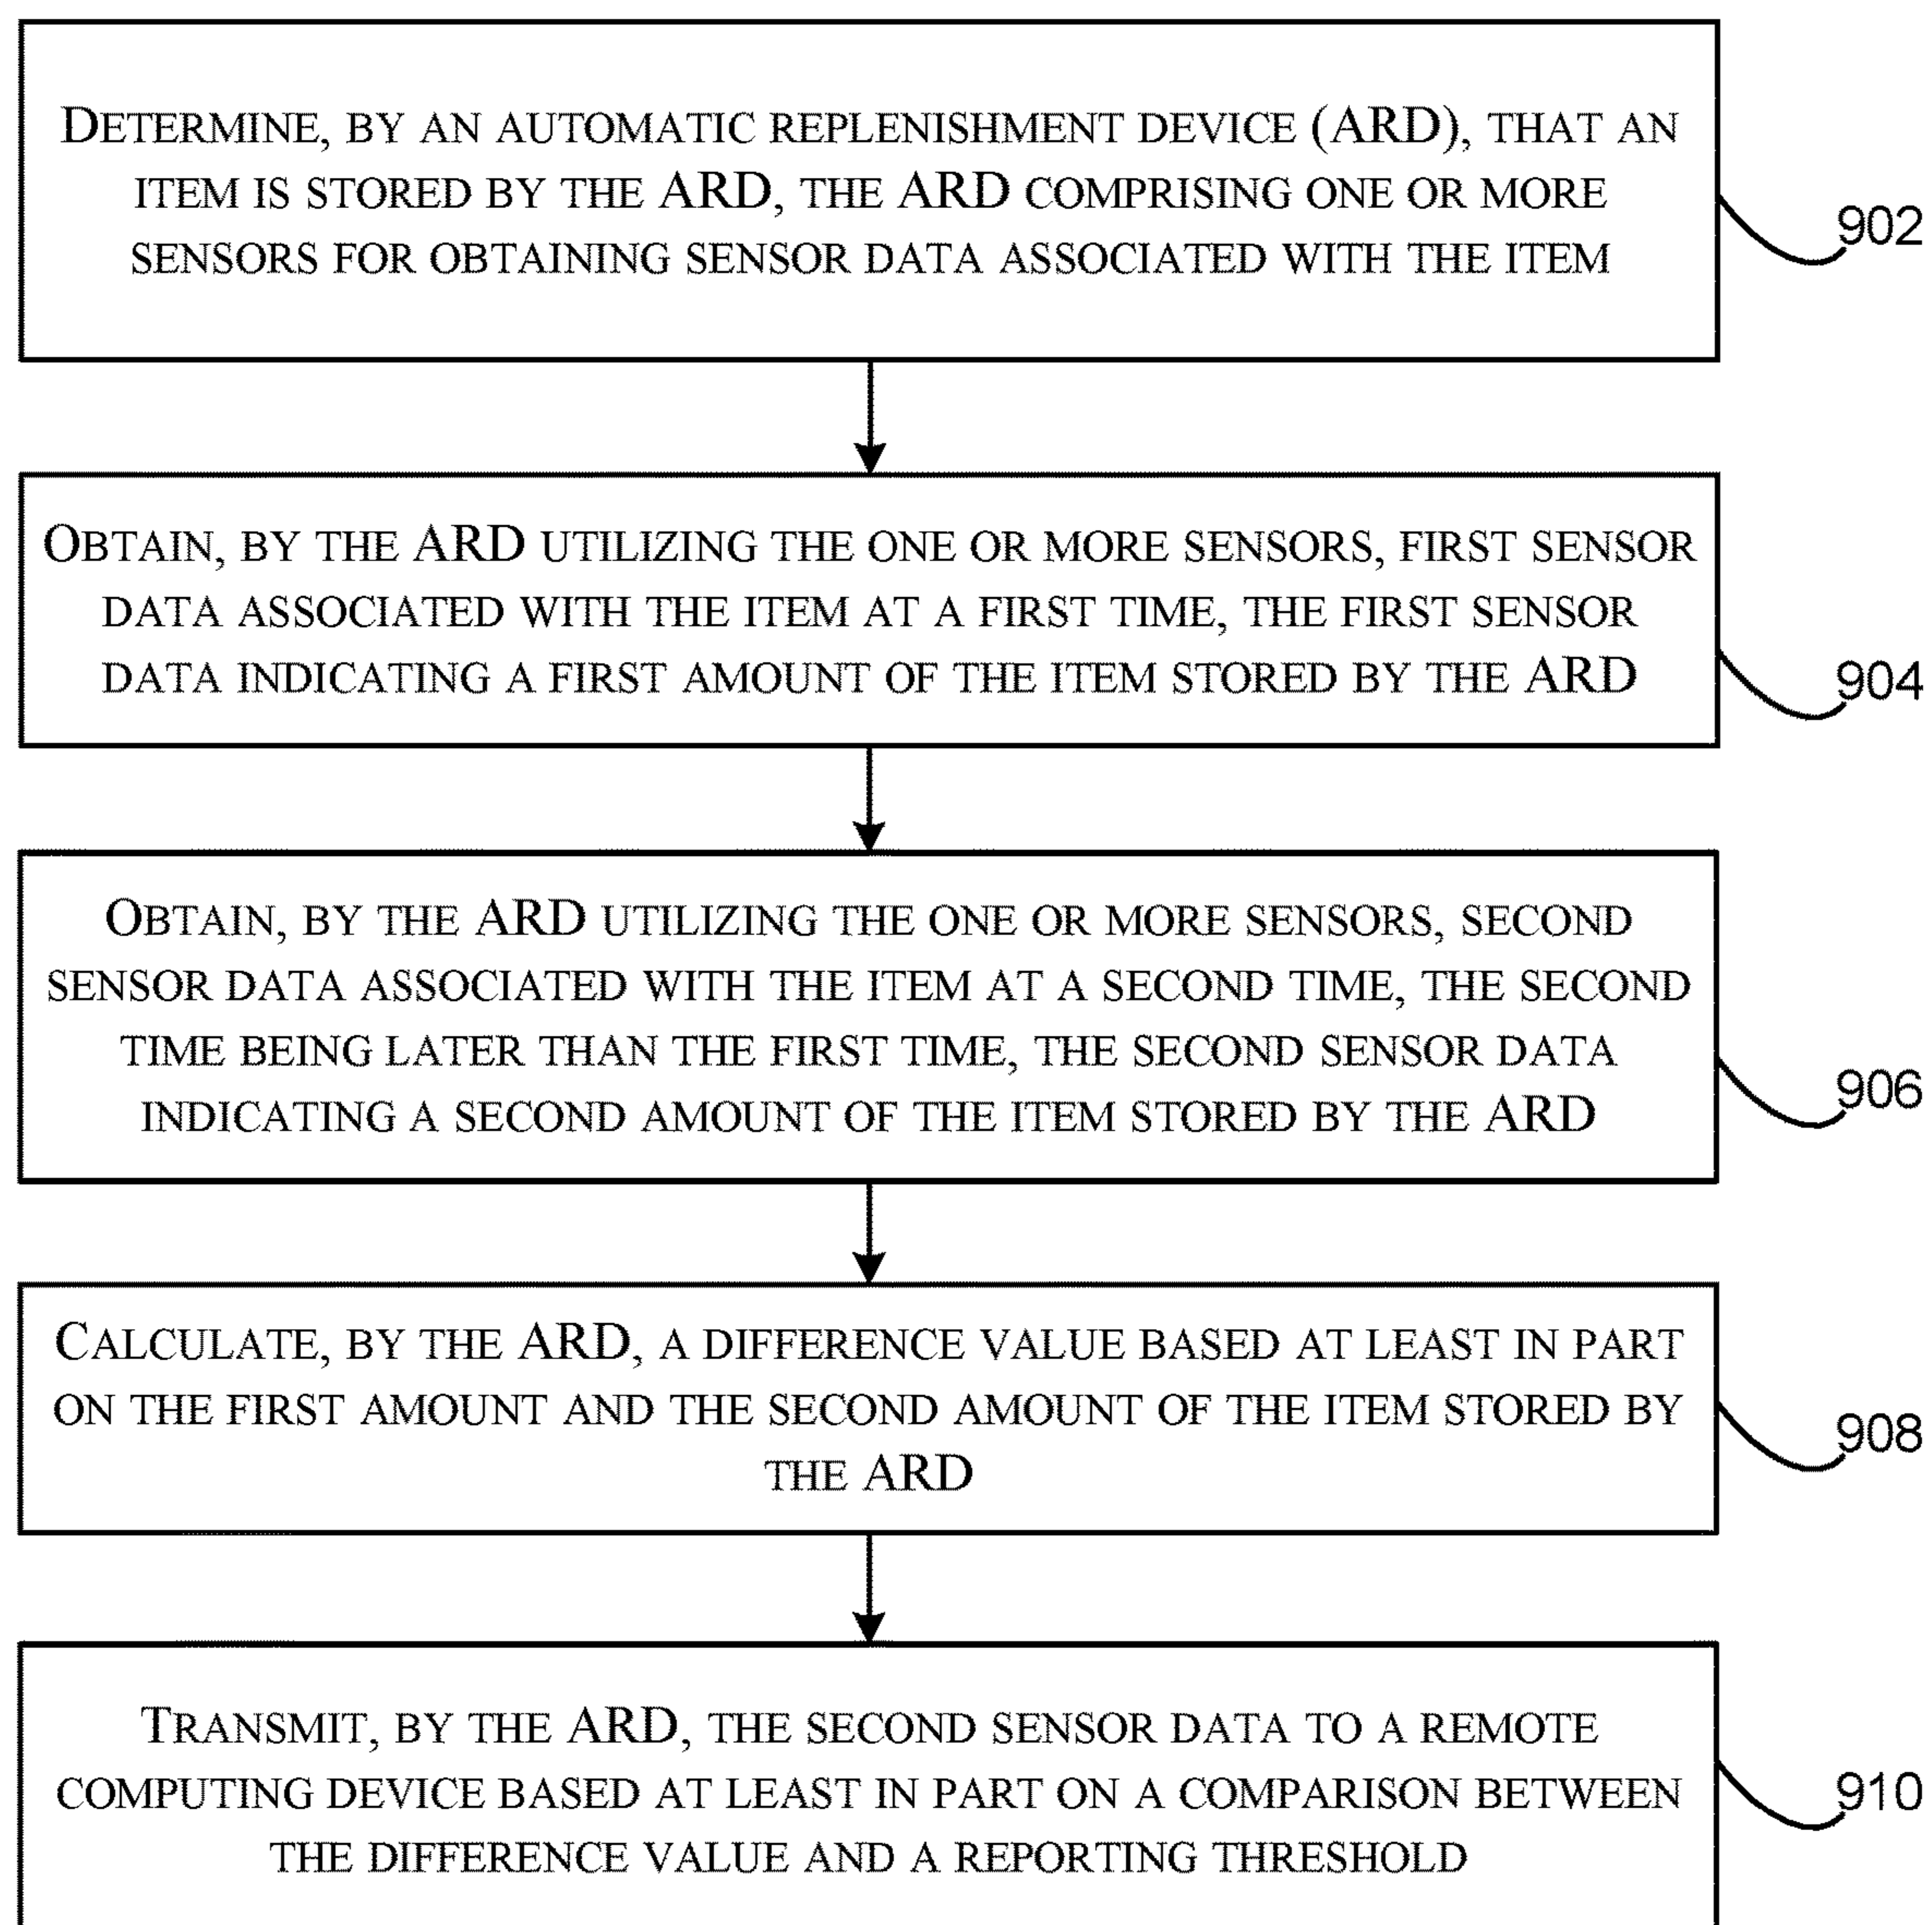 DETERMINE, BY AN AUTOMATIC REPLENISHMENT DEVICE (ARD), THAT AN
ITEM IS STORED BY THE ARD, THE ARD COMPRISING ONE OR MORE
SENSORS FOR OBTAINING SENSOR DATA ASSOCIATED WITH THE ITEM
902
OBTAIN, BY THE ARD UTILIZING THE ONE OR MORE SENSORS, FIRST SENSOR
DATA ASSOCIATED WITH THE ITEM AT A FIRST TIME, THE FIRST SENSOR
DATA INDICATING A FIRST AMOUNT OF THE ITEM STORED BY THE ARD
904
OBTAIN, BY THE ARD UTILIZING THE ONE OR MORE SENSORS, SECOND
SENSOR DATA ASSOCIATED WITH THE ITEM AT A SECOND TIME, THE SECOND
TIME BEING LATER THAN THE FIRST TIME, THE SECOND SENSOR DATA
INDICATING A SECOND AMOUNT OF THE ITEM STORED BY THE ARD
906
CALCULATE, BY THE ARD, A DIFFERENCE VALUE BASED AT LEAST IN PART
ON THE FIRST AMOUNT AND THE SECOND AMOUNT OF THE ITEM STORED BY
THE ARD
908
TRANSMIT, BY THE ARD, THE SECOND SENSOR DATA TO A REMOTE
COMPUTING DEVICE BASED AT LEAST IN PART ON A COMPARISON BETWEEN
THE DIFFERENCE VALUE AND A REPORTING THRESHOLD
910